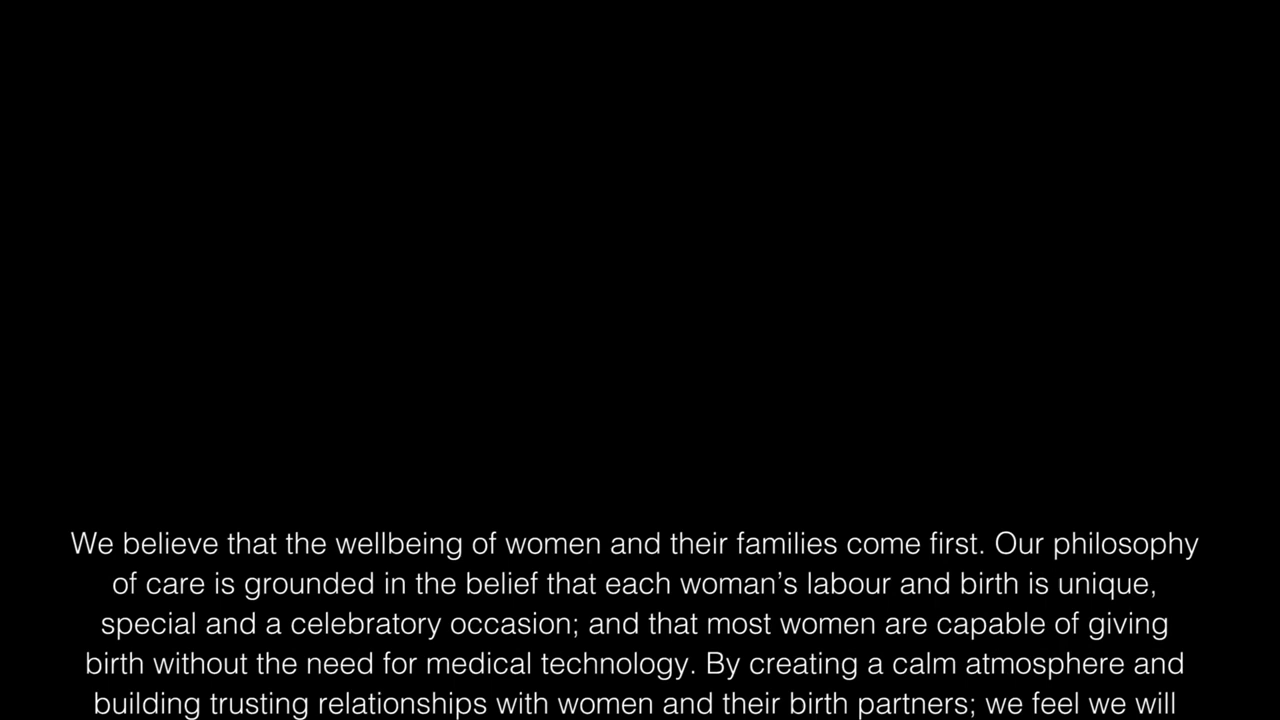 We believe that the wellbeing of women and their families come first. Our philosophy
of care is grounded in the belief that each woman’s labour and birth is unique,
special and a celebratory occasion; and that most women are capable of giving
birth without the need for medical technology. By creating a calm atmosphere and
building trusting relationships with women and their birth partners; we feel we will